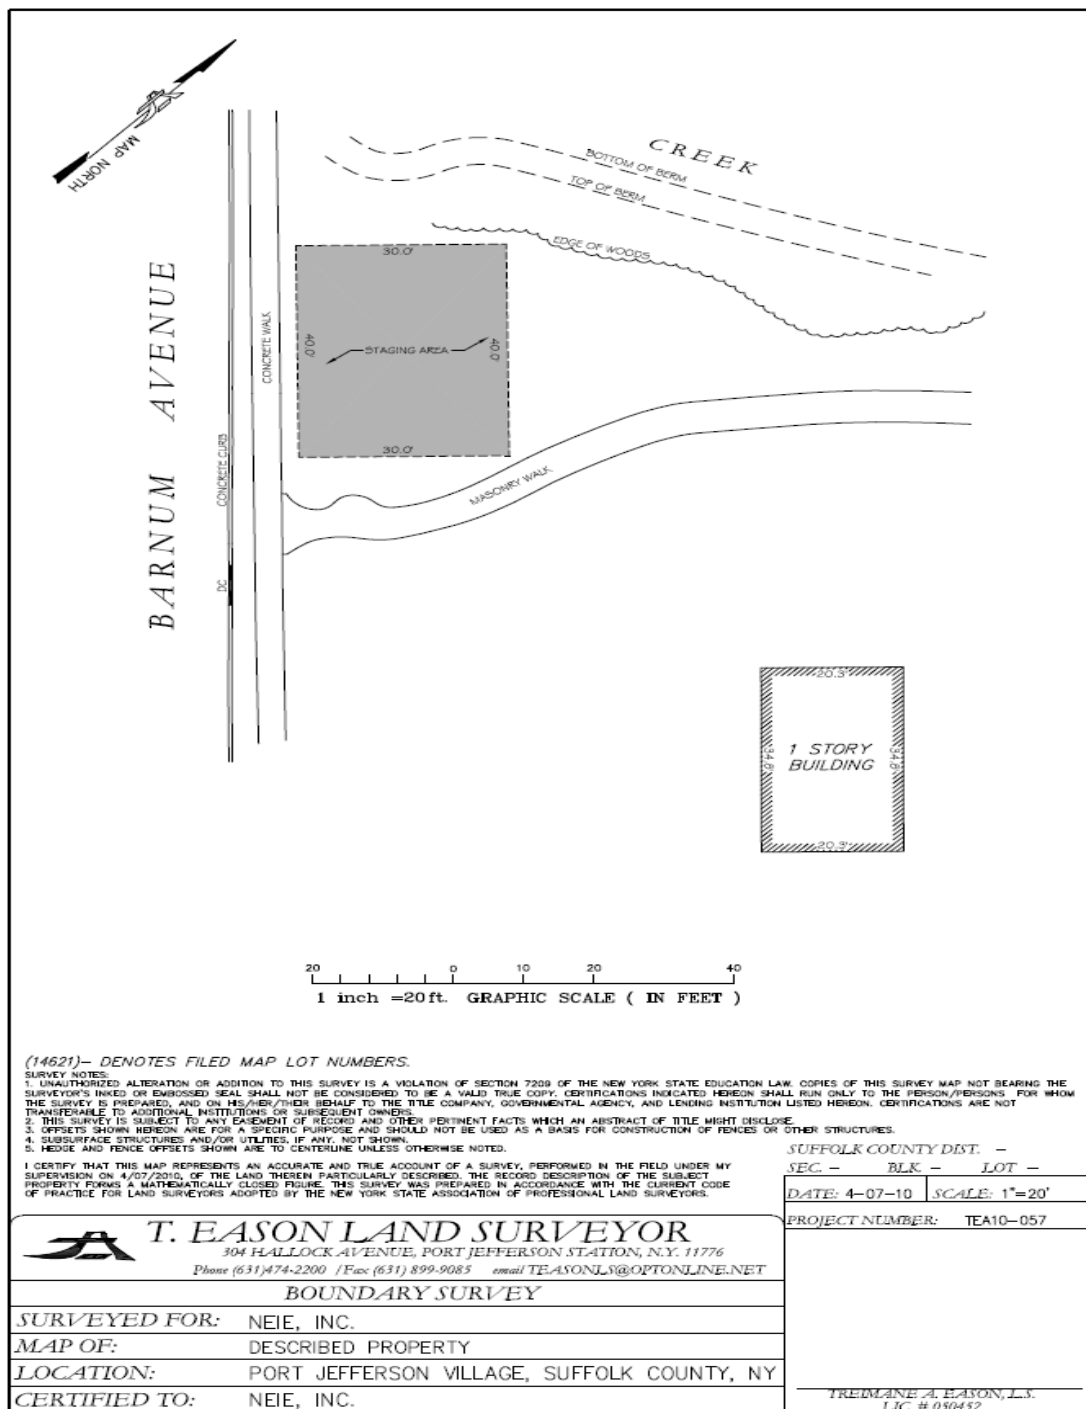 MAP NORTH
CREEK
BOTTOM OF BERM
TOP OF BERM
EDGE OF WOODS
BARNUM AVENUE
CONCRETE CURB
DC
CONCRETE WALK
30.0'
40.0'
STAGING AREA
40.0'
30.0'
MASONRY WALK
20.3'
34.8'
1 STORY
BUILDING
34.8'
20.3'
20 0 10 20 40
1 inch =20ft. GRAPHIC SCALE ( IN FEET )
(14621)- DENOTES FILED MAP LOT NUMBERS.
SURVEY NOTES:
1. UNAUTHORIZED ALTERATION OR ADDITION TO THIS SURVEY IS A VIOLATION OF SECTION 7209 OF THE NEW YORK STATE EDUCATION LAW. COPIES OF THIS SURVEY MAP NOT BEARING THE
SURVEYOR'S INKED OR EMBOSSED SEAL SHALL NOT BE CONSIDERED TO BE A VALID TRUE COPY. CERTIFICATIONS INDICATED HEREON SHALL RUN ONLY TO THE PERSON/PERSONS FOR WHOM
THE SURVEY IS PREPARED, AND ON HIS/HER/THEIR BEHALF TO THE TITLE COMPANY, GOVERNMENTAL AGENCY, AND LENDING INSTITUTION LISTED HEREON. CERTIFICATIONS ARE NOT
TRANSFERABLE TO ADDITIONAL INSTITUTIONS OR SUBSEQUENT OWNERS.
2. THIS SURVEY IS SUBJECT TO ANY EASEMENT OF RECORD AND OTHER PERTINENT FACTS WHICH AN ABSTRACT OF TITLE MIGHT DISCLOSE.
3. OFFSETS SHOWN HEREON ARE FOR A SPECIFIC PURPOSE AND SHOULD NOT BE USED AS A BASIS FOR CONSTRUCTION OF FENCES OR OTHER STRUCTURES.
4. SUBSURFACE STRUCTURES AND/OR UTILITIES, IF ANY, NOT SHOWN.
5. HEDGE AND FENCE OFFSETS SHOWN ARE TO CENTERLINE UNLESS OTHERWISE NOTED.
I CERTIFY THAT THIS MAP REPRESENTS AN ACCURATE AND TRUE ACCOUNT OF A SURVEY, PERFORMED IN THE FIELD UNDER MY
SUPERVISION ON 4/07/2010, OF THE LAND THEREIN PARTICULARLY DESCRIBED. THE RECORD DESCRIPTION OF THE SUBJECT
PROPERTY FORMS A MATHEMATICALLY CLOSED FIGURE. THIS SURVEY WAS PREPARED IN ACCORDANCE WITH THE CURRENT CODE
OF PRACTICE FOR LAND SURVEYORS ADOPTED BY THE NEW YORK STATE ASSOCIATION OF PROFESSIONAL LAND SURVEYORS.
SUFFOLK COUNTY DIST. -
SEC. - BLK - LOT -
DATE: 4-07-10 SCALE: 1"=20'
PROJECT NUMBER: TEA10-057
T. EASON LAND SURVEYOR
304 HALLOCK AVENUE, PORT JEFFERSON STATION, N.Y. 11776
Phone (631)474-2200 / Fax (631) 899-9085 email TEASONLS@OPTONLINE.NET
BOUNDARY SURVEY
SURVEYED FOR: NEIE, INC.
MAP OF: DESCRIBED PROPERTY
LOCATION: PORT JEFFERSON VILLAGE, SUFFOLK COUNTY, NY
CERTIFIED TO: NEIE, INC.
TREIMANE A. EASON, L.S.
LIC. # 050452